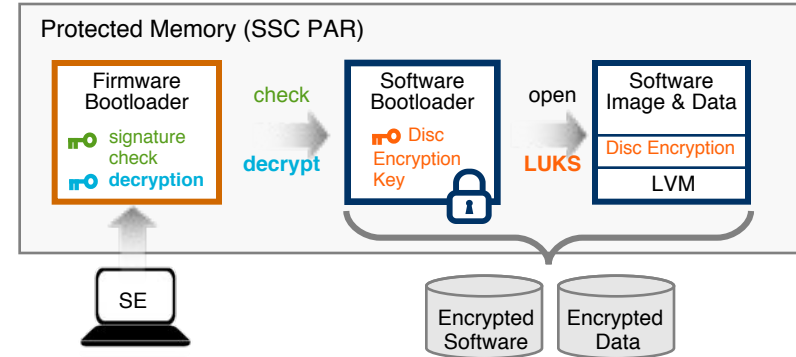 Protected Memory (SSC PAR)
Firmware
Bootloader
signature
check
decryption
check
decrypt
Software
Bootloader
Disc
Encryption
Key
open
LUKS
Software
Image & Data
Disc Encryption
LVM
SE
Encrypted
Software
Encrypted
Data